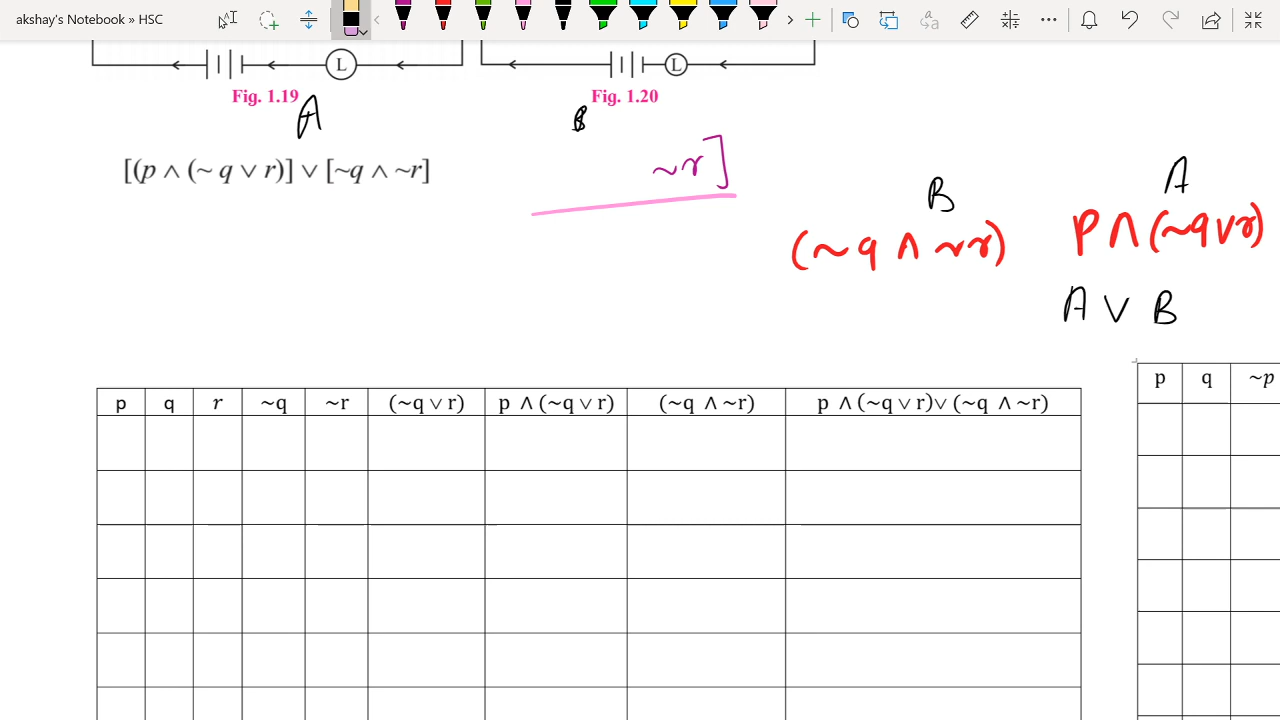 akshay's Notebook » HSC
L
L
Fig. 1.19
Fig. 1.20
A
B
[(p ∧ (~ q ∨ r)] ∨ [~q ∧ ~r]
~r]
B
A
(~q ∧ ~r)
p ∧ (~q ∨ r)
A ∨ B
p q r ~q ~r (~q ∨ r) p ∧ (~q ∨ r) (~q ∧ ~r) p ∧ (~q ∨ r)∨ (~q ∧ ~r)
p q ~p